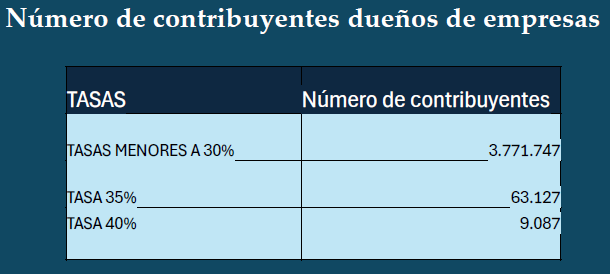 Número de contribuyentes dueños de empresas
TASAS Número de contribuyentes
TASAS MENORES A 30% 3.771.747
TASA 35% 63.127
TASA 40% 9.087